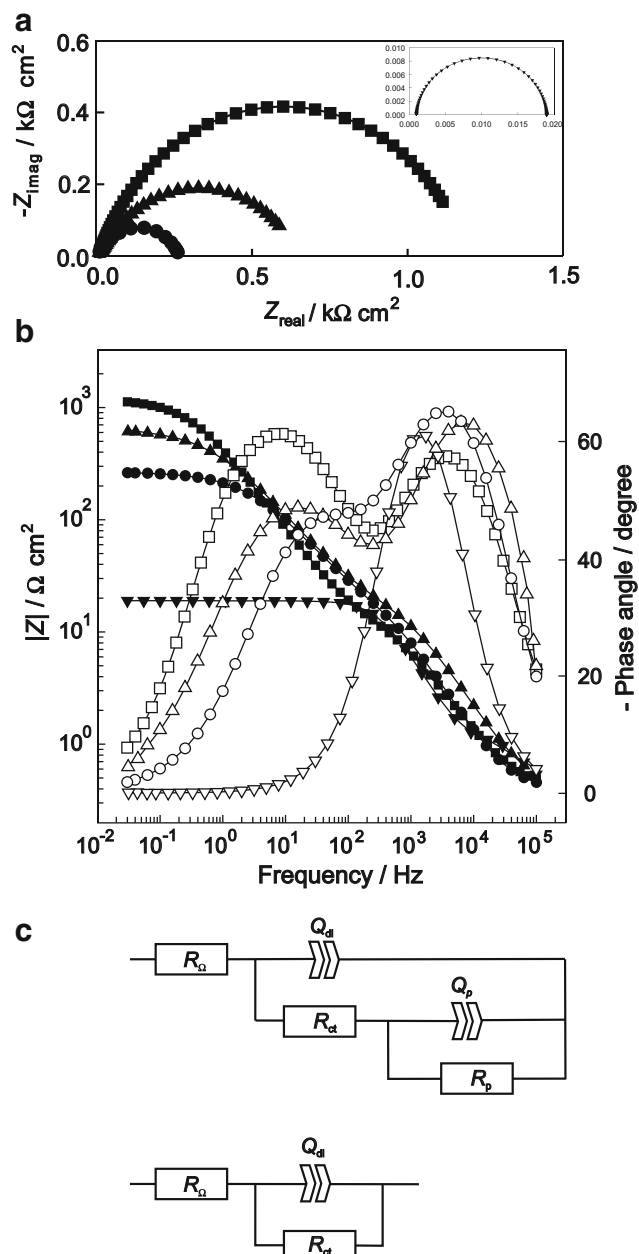 a
0.6
0.4
0.2
0.0
-Zimag / kΩ cm²
0.010
0.008
0.006
0.004
0.002
0.000
0.000 0.005 0.010 0.015 0.020
0.0 0.5 1.0 1.5
Zreal / kΩ cm²
b
10³
10²
10¹
10⁰
|Z| / Ω cm²
60
40
20
0
- Phase angle / degree
10⁻² 10⁻¹ 10⁰ 10¹ 10² 10³ 10⁴ 10⁵
Frequency / Hz
c
Qdl
RΩ
Qp
Rct
Rp
Qdl
RΩ
Rct